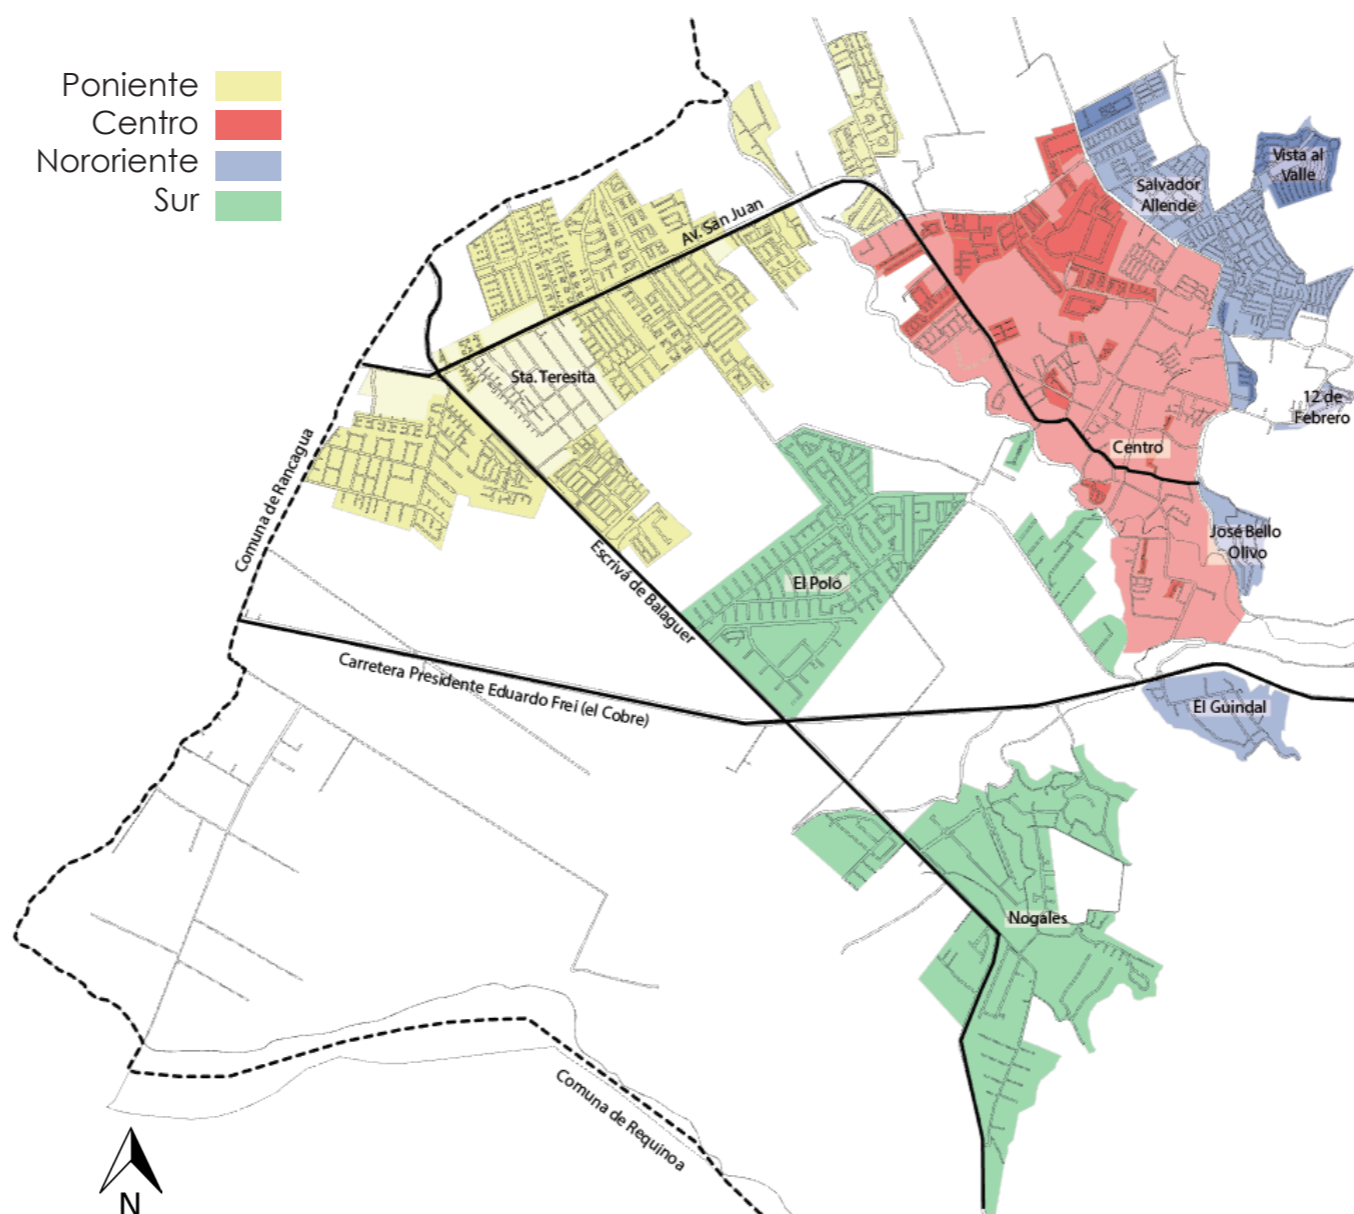 Poniente
Centro
Nororiente
Sur
Vista al
Valle
Salvador
Allende
Av. San Juan
Sta. Teresita
12 de
Febrero
Centro
Comuna de Rancagua
José Bello
Olivo
El Polo
Escrivá de Balaguer
Carretera Presidente Eduardo Frei (el Cobre)
El Guindal
Nogales
Comuna de Requinoa
N